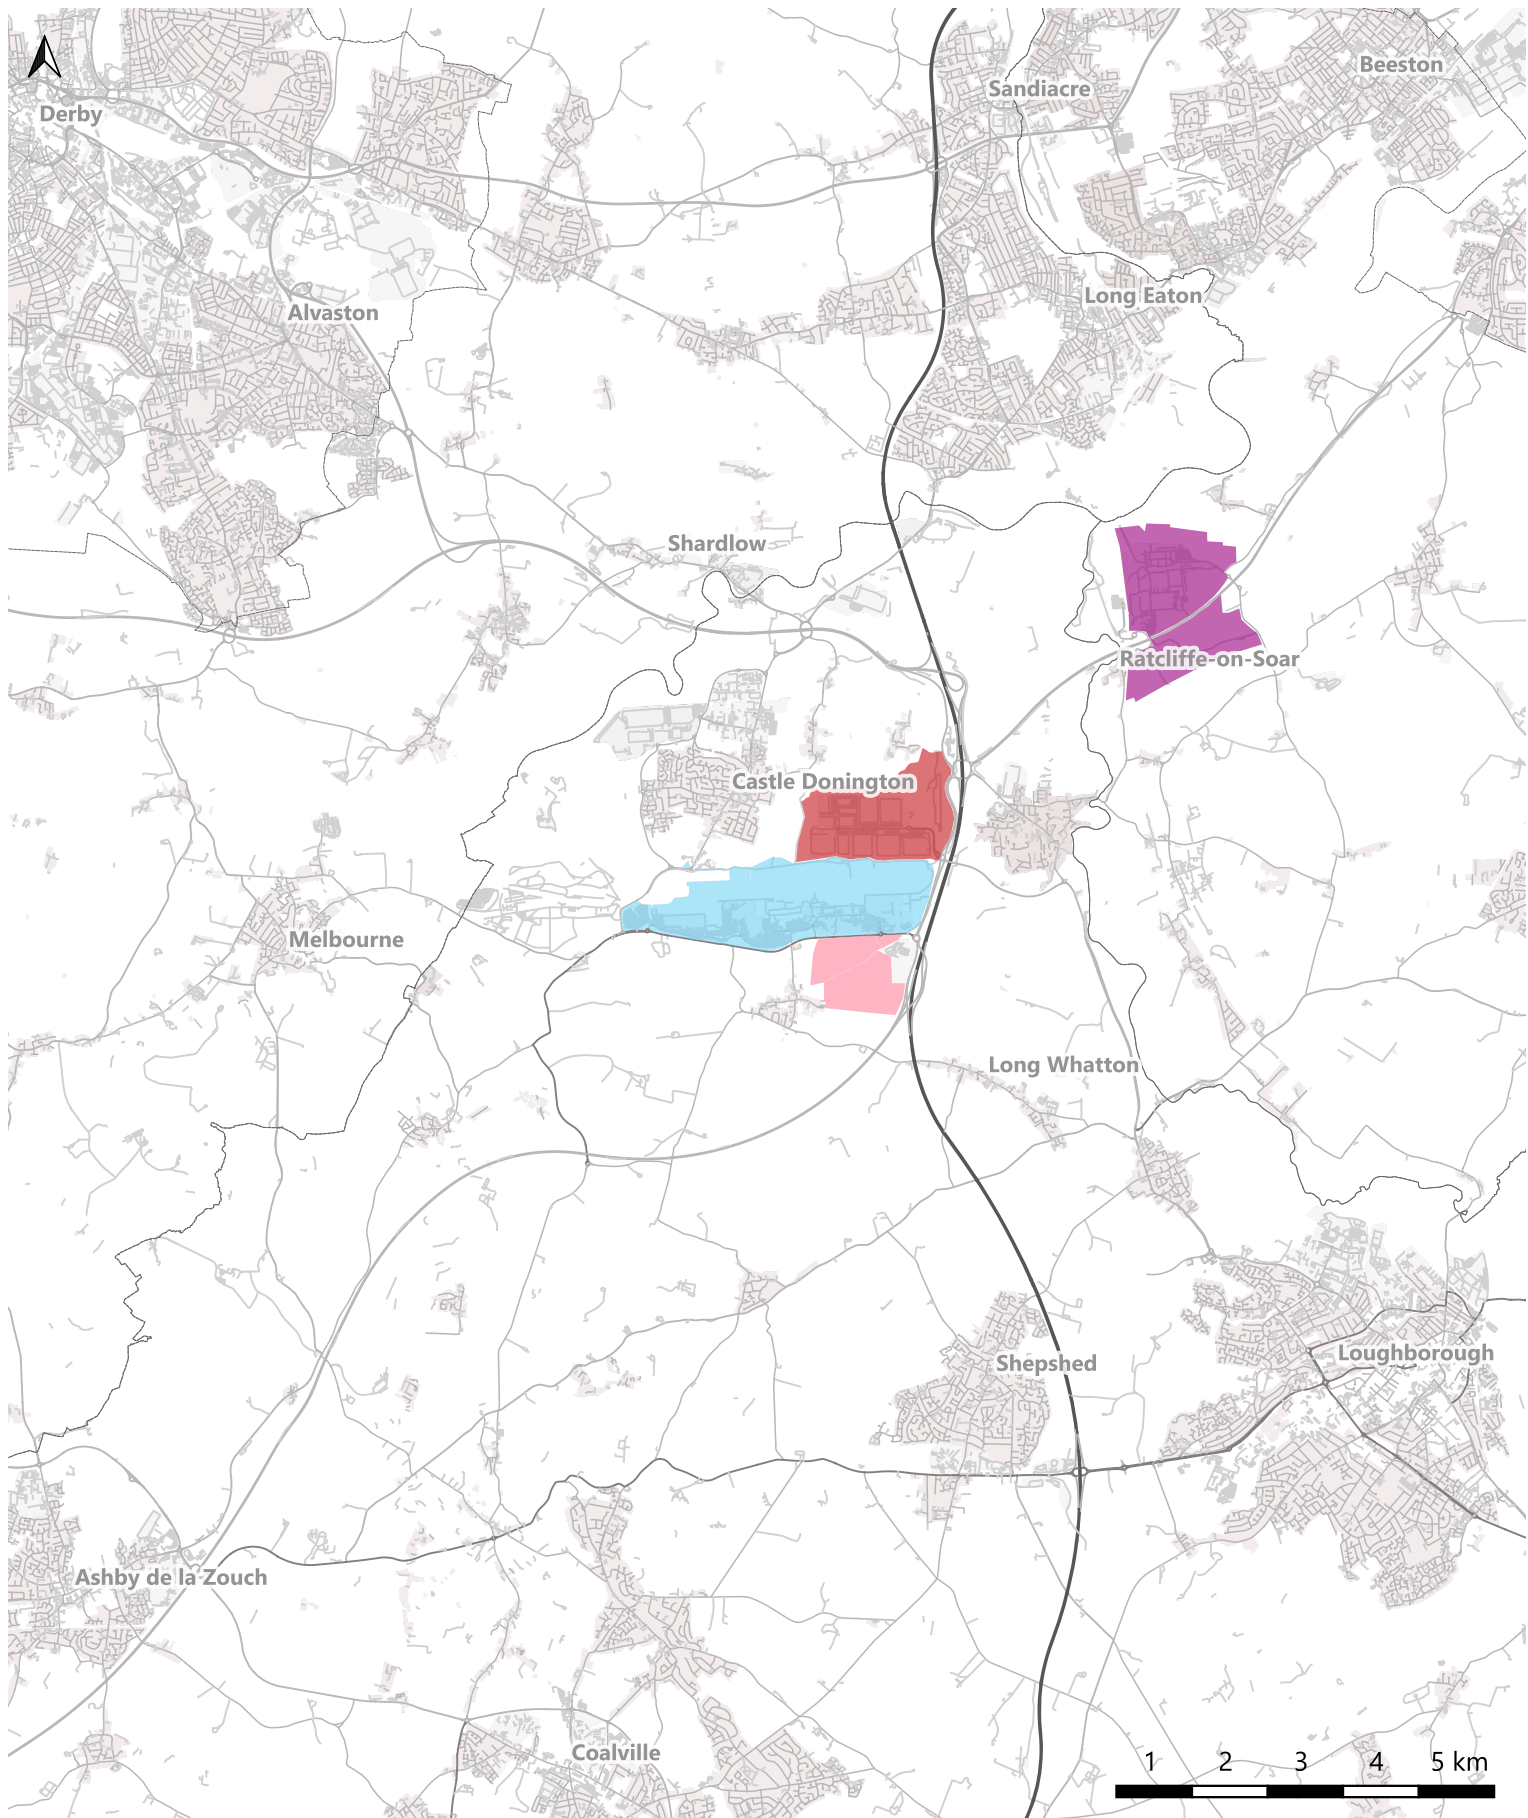 Beeston
Sandiacre
Derby
Long Eaton
Alvaston
Shardlow
Ratcliffe-on-Soar
Castle Donington
Melbourne
Long Whatton
Loughborough
Shepshed
Ashby de la Zouch
Coalville
1 2 3 4 5 km